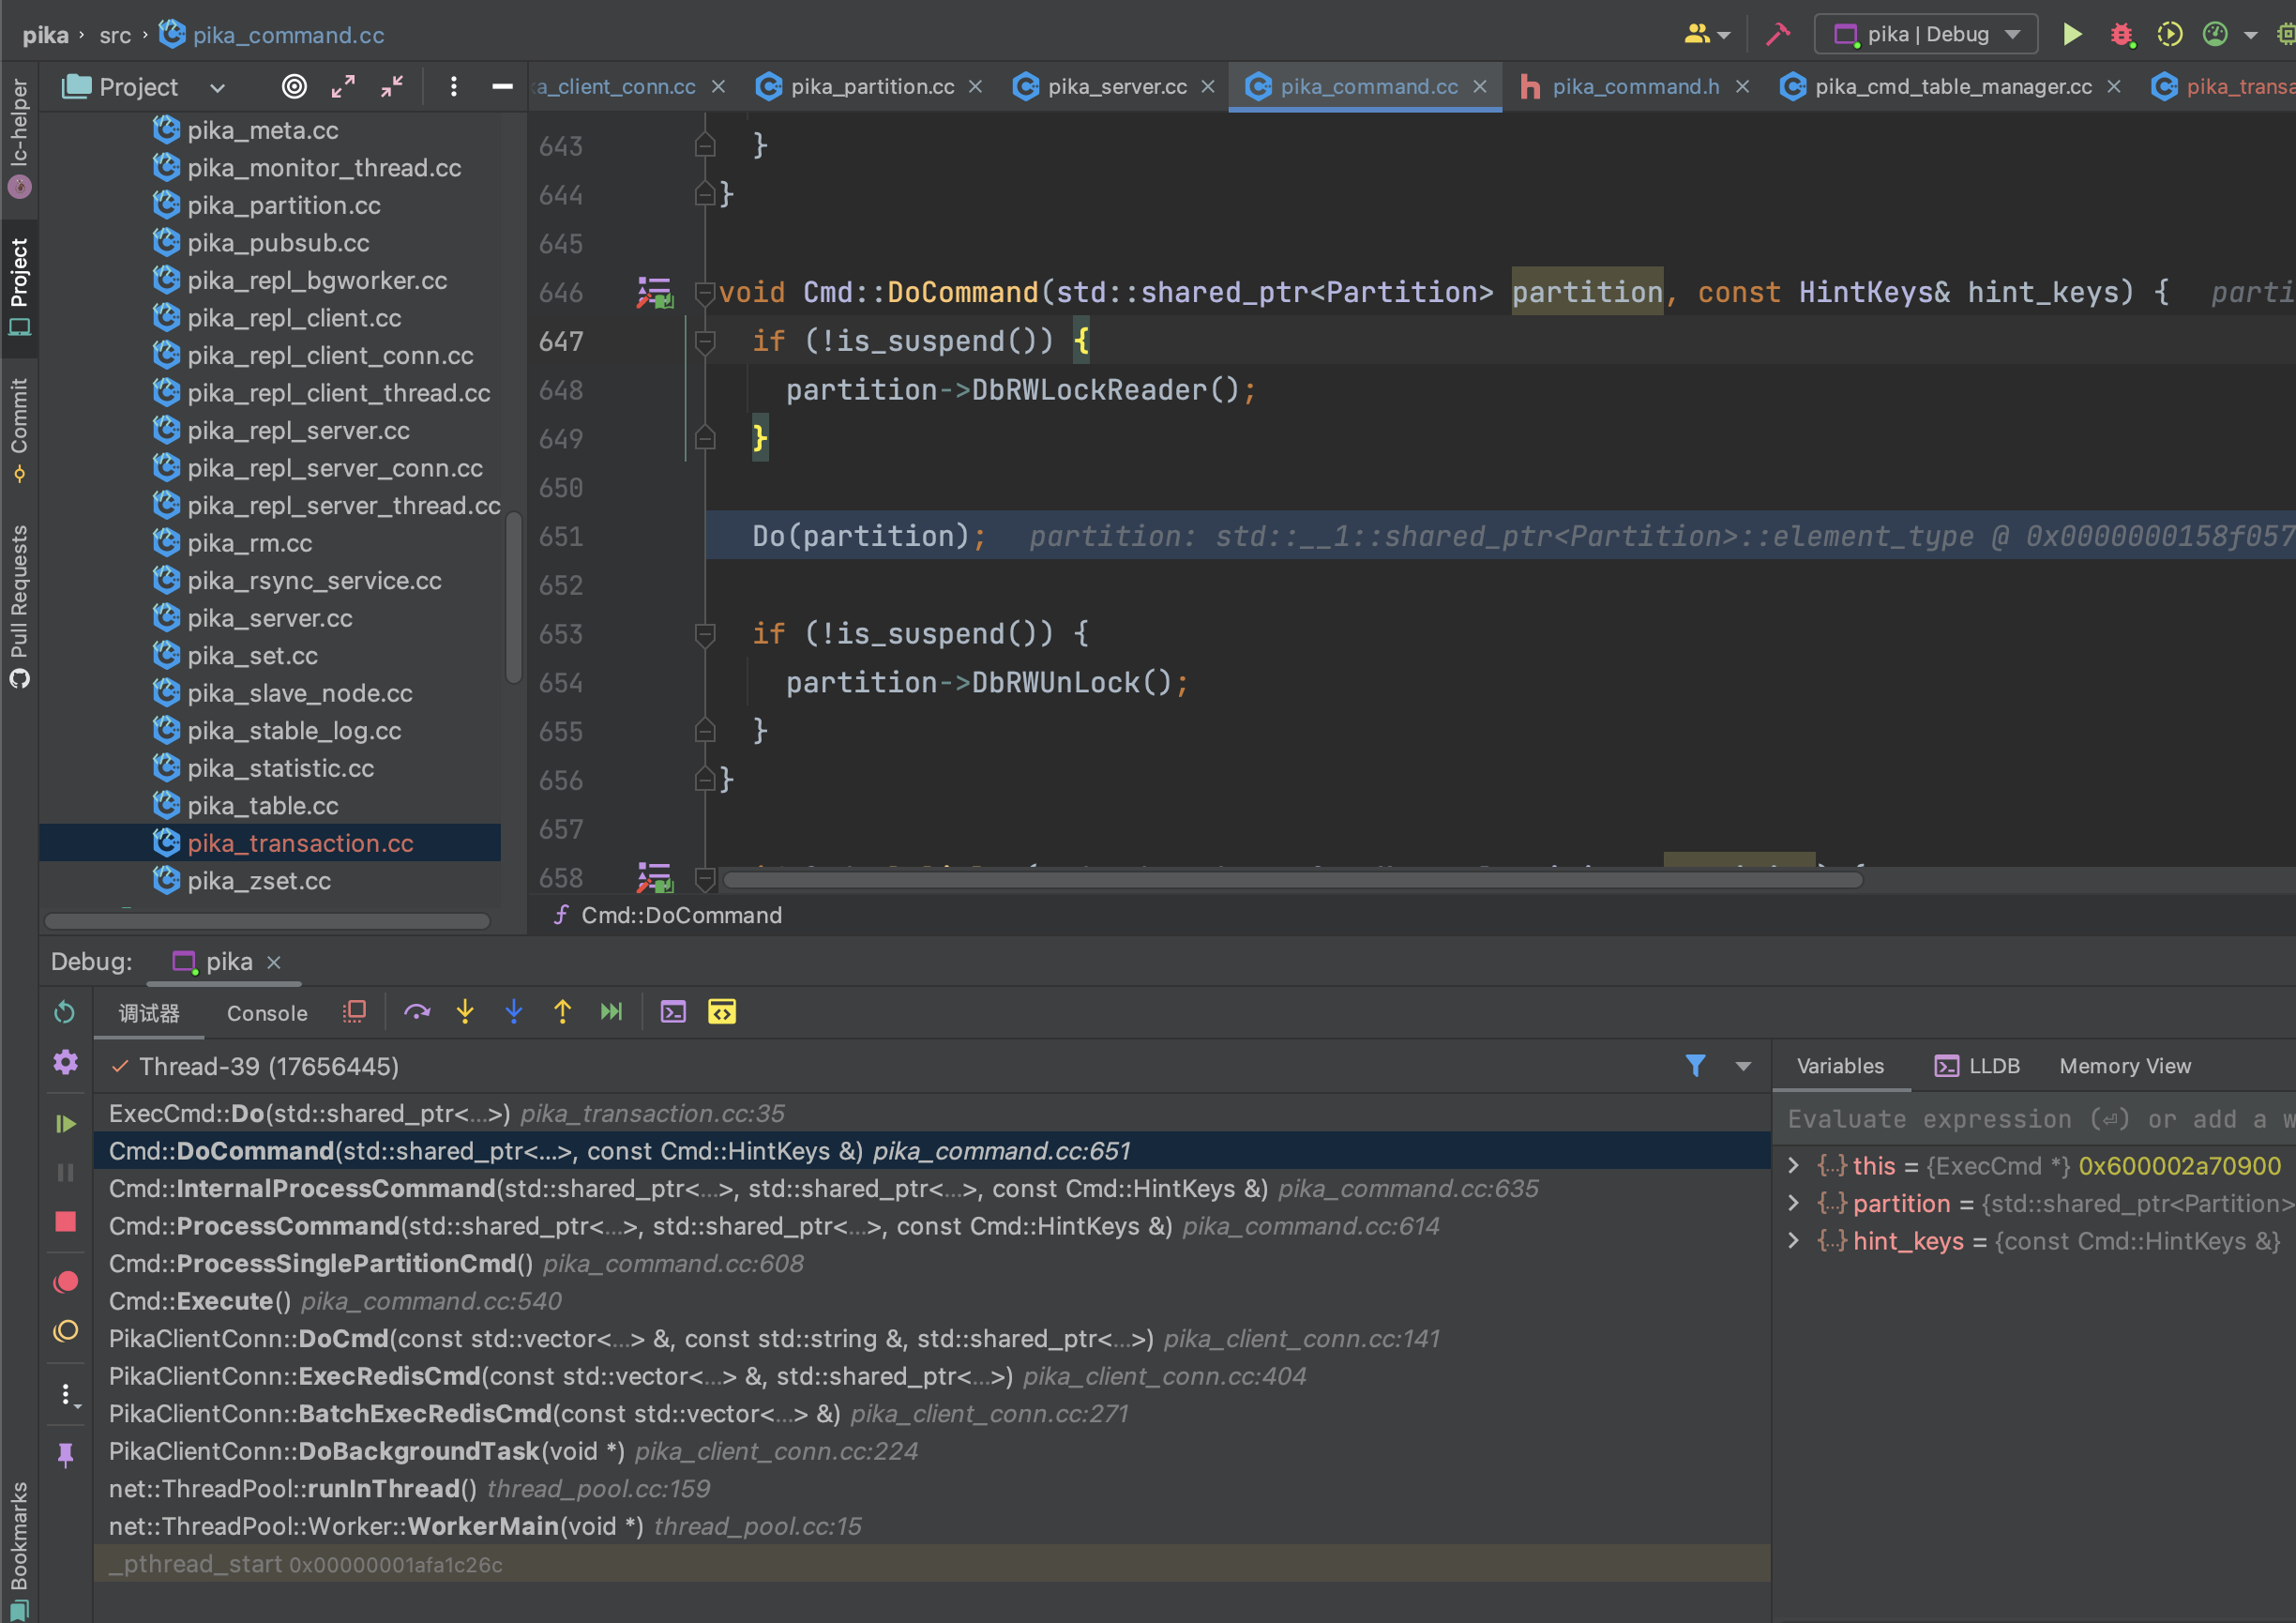 pika › src › pika_command.cc
pika | Debug
lc-helper
Project
Commit
Pull Requests
Bookmarks
Project
pika_meta.cc
pika_monitor_thread.cc
pika_partition.cc
pika_pubsub.cc
pika_repl_bgworker.cc
pika_repl_client.cc
pika_repl_client_conn.cc
pika_repl_client_thread.cc
pika_repl_server.cc
pika_repl_server_conn.cc
pika_repl_server_thread.cc
pika_rm.cc
pika_rsync_service.cc
pika_server.cc
pika_set.cc
pika_slave_node.cc
pika_stable_log.cc
pika_statistic.cc
pika_table.cc
pika_transaction.cc
pika_zset.cc
a_client_conn.cc pika_partition.cc pika_server.cc pika_command.cc pika_command.h pika_cmd_table_manager.cc pika_transa
643 }
644 }
645
646 void Cmd::DoCommand(std::shared_ptr<Partition> partition, const HintKeys& hint_keys) { parti
647 if (!is_suspend()) {
648 partition->DbRWLockReader();
649 }
650
651 Do(partition); partition: std::__1::shared_ptr<Partition>::element_type @ 0x0000000158f057
652
653 if (!is_suspend()) {
654 partition->DbRWUnLock();
655 }
656 }
657
658
Cmd::DoCommand
Debug: pika
调试器 Console
Thread-39 (17656445)
ExecCmd::Do(std::shared_ptr<...>) pika_transaction.cc:35
Cmd::DoCommand(std::shared_ptr<...>, const Cmd::HintKeys &) pika_command.cc:651
Cmd::InternalProcessCommand(std::shared_ptr<...>, std::shared_ptr<...>, const Cmd::HintKeys &) pika_command.cc:635
Cmd::ProcessCommand(std::shared_ptr<...>, std::shared_ptr<...>, const Cmd::HintKeys &) pika_command.cc:614
Cmd::ProcessSinglePartitionCmd() pika_command.cc:608
Cmd::Execute() pika_command.cc:540
PikaClientConn::DoCmd(const std::vector<...> &, const std::string &, std::shared_ptr<...>) pika_client_conn.cc:141
PikaClientConn::ExecRedisCmd(const std::vector<...> &, std::shared_ptr<...>) pika_client_conn.cc:404
PikaClientConn::BatchExecRedisCmd(const std::vector<...> &) pika_client_conn.cc:271
PikaClientConn::DoBackgroundTask(void *) pika_client_conn.cc:224
net::ThreadPool::runInThread() thread_pool.cc:159
net::ThreadPool::Worker::WorkerMain(void *) thread_pool.cc:15
_pthread_start 0x00000001afa1c26c
Variables LLDB Memory View
Evaluate expression (⏎) or add a w
this = {ExecCmd *} 0x600002a70900
partition = {std::shared_ptr<Partition>
hint_keys = {const Cmd::HintKeys &}